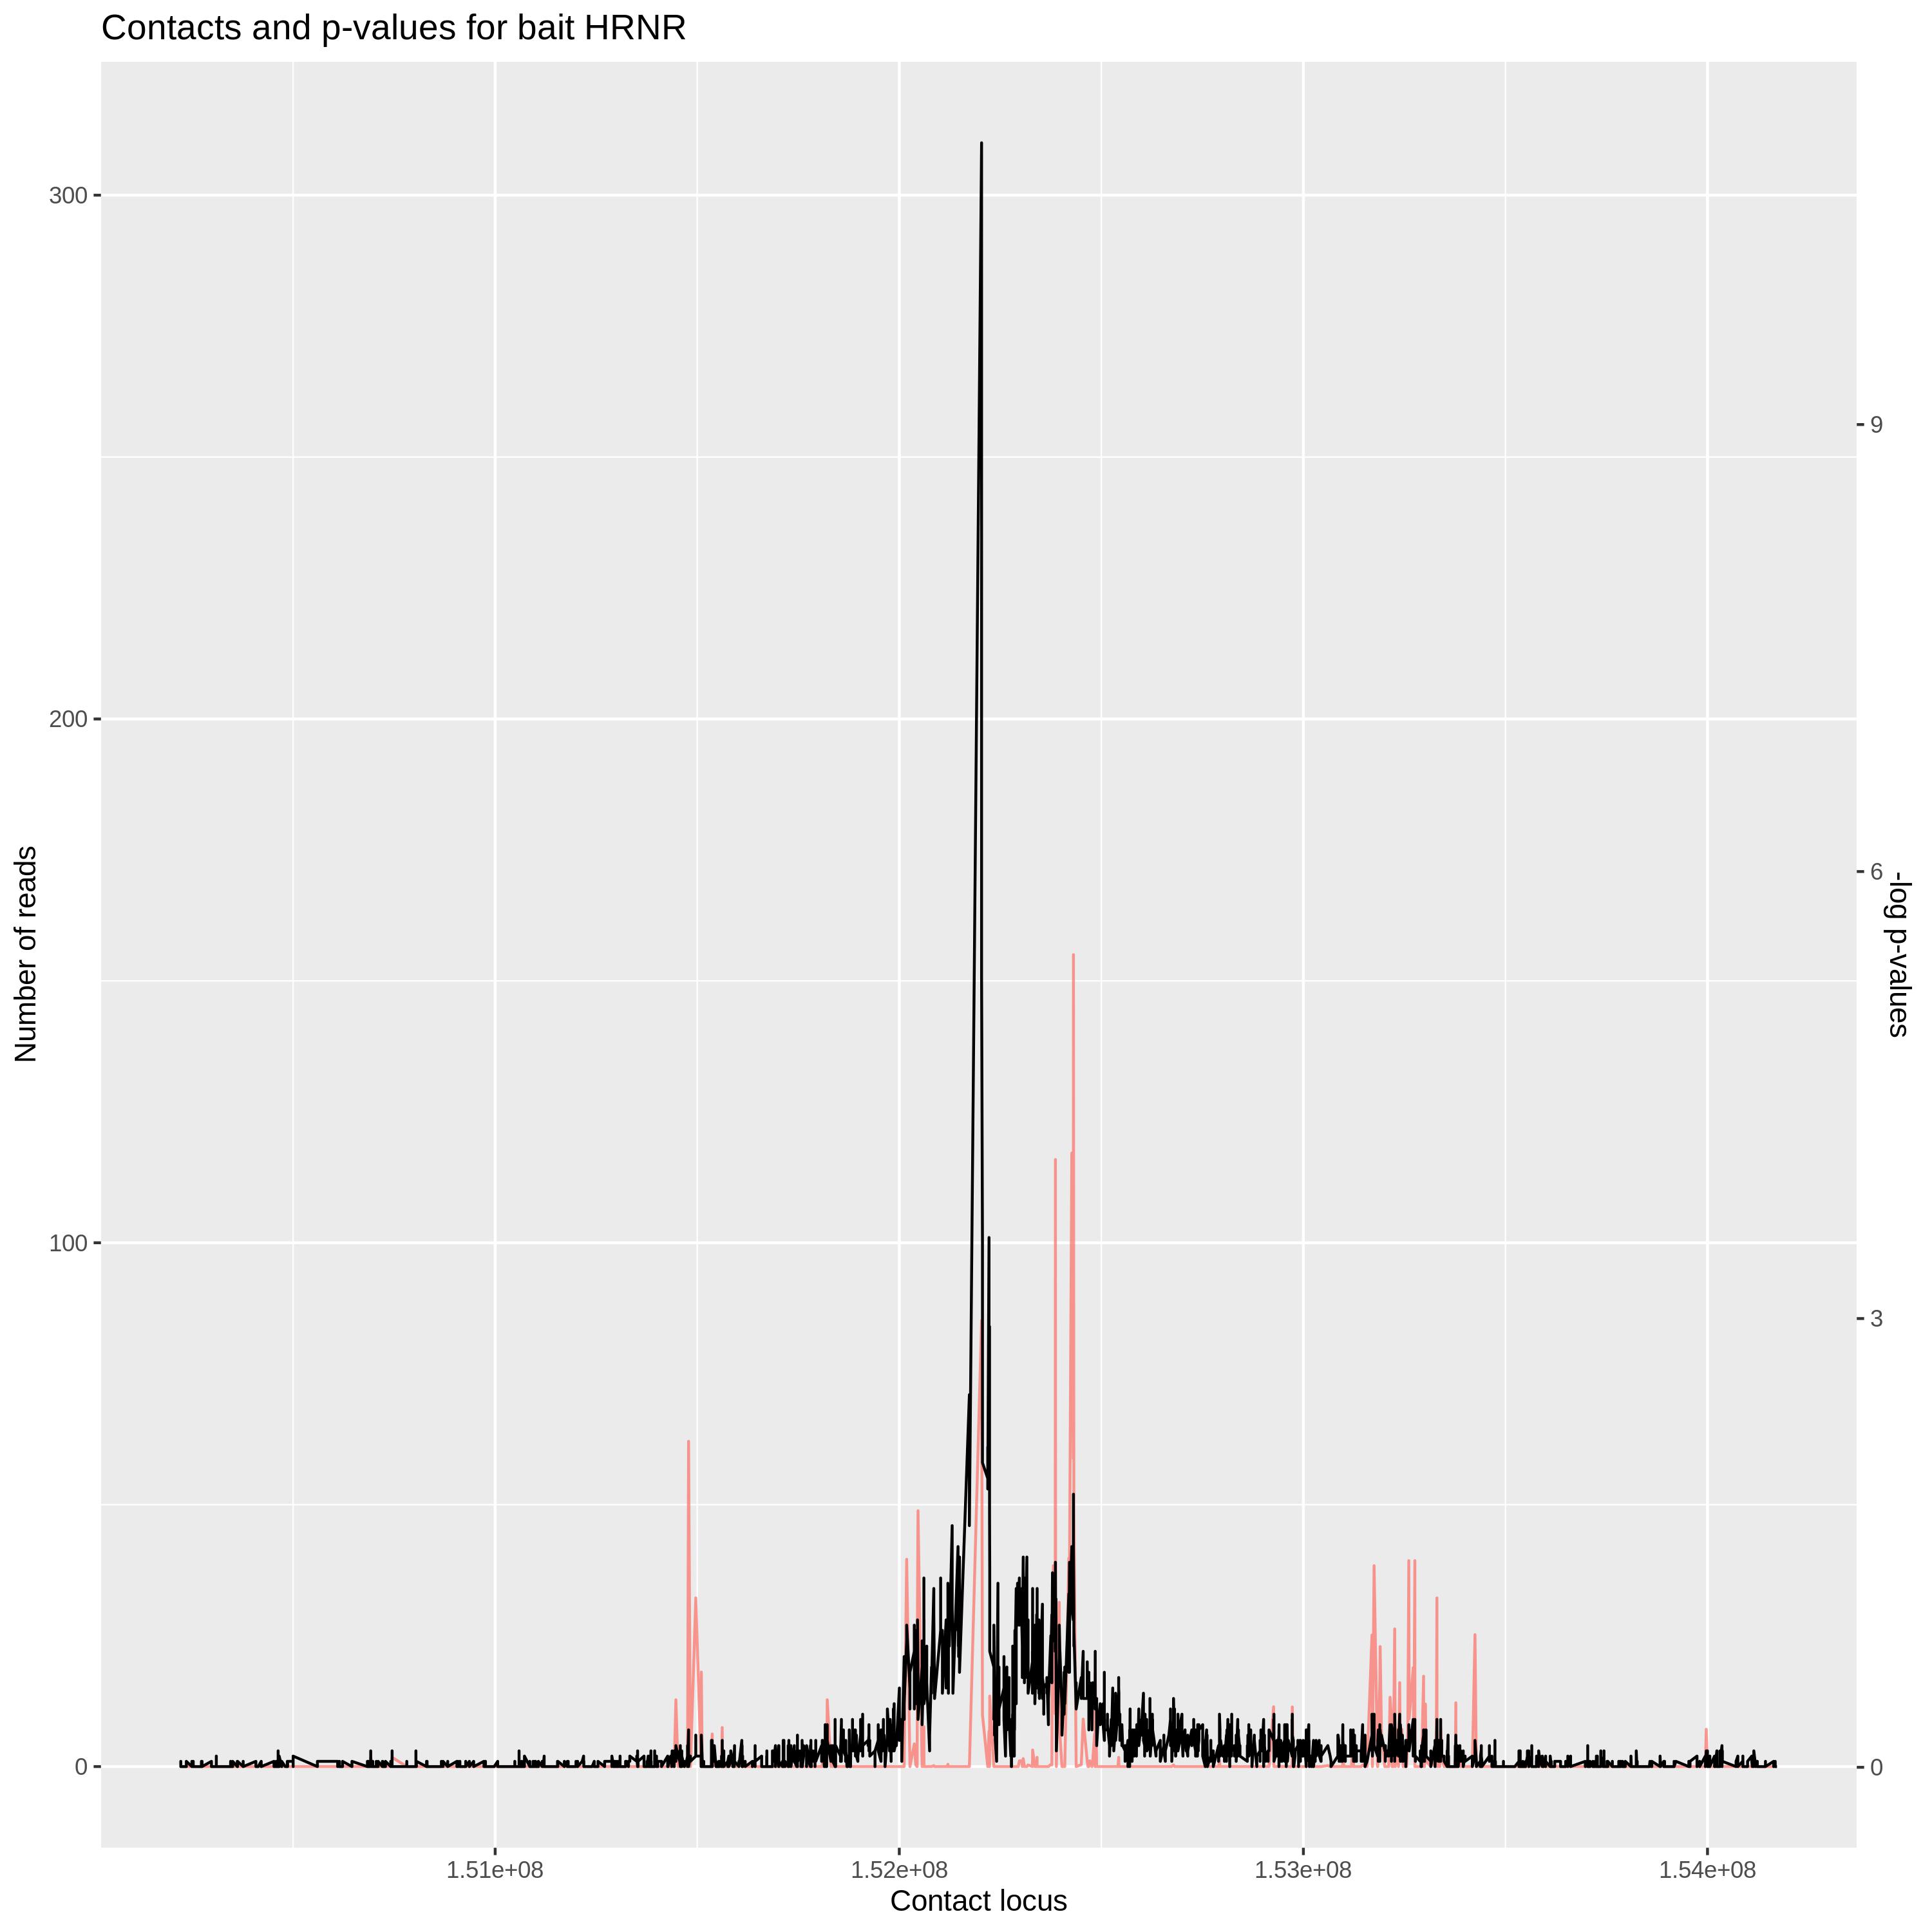 Contacts and p-values for bait HRNR
Number of reads
300
200
100
0
9
6
3
0
-log p-values
1.51e+08
1.52e+08
1.53e+08
1.54e+08
Contact locus